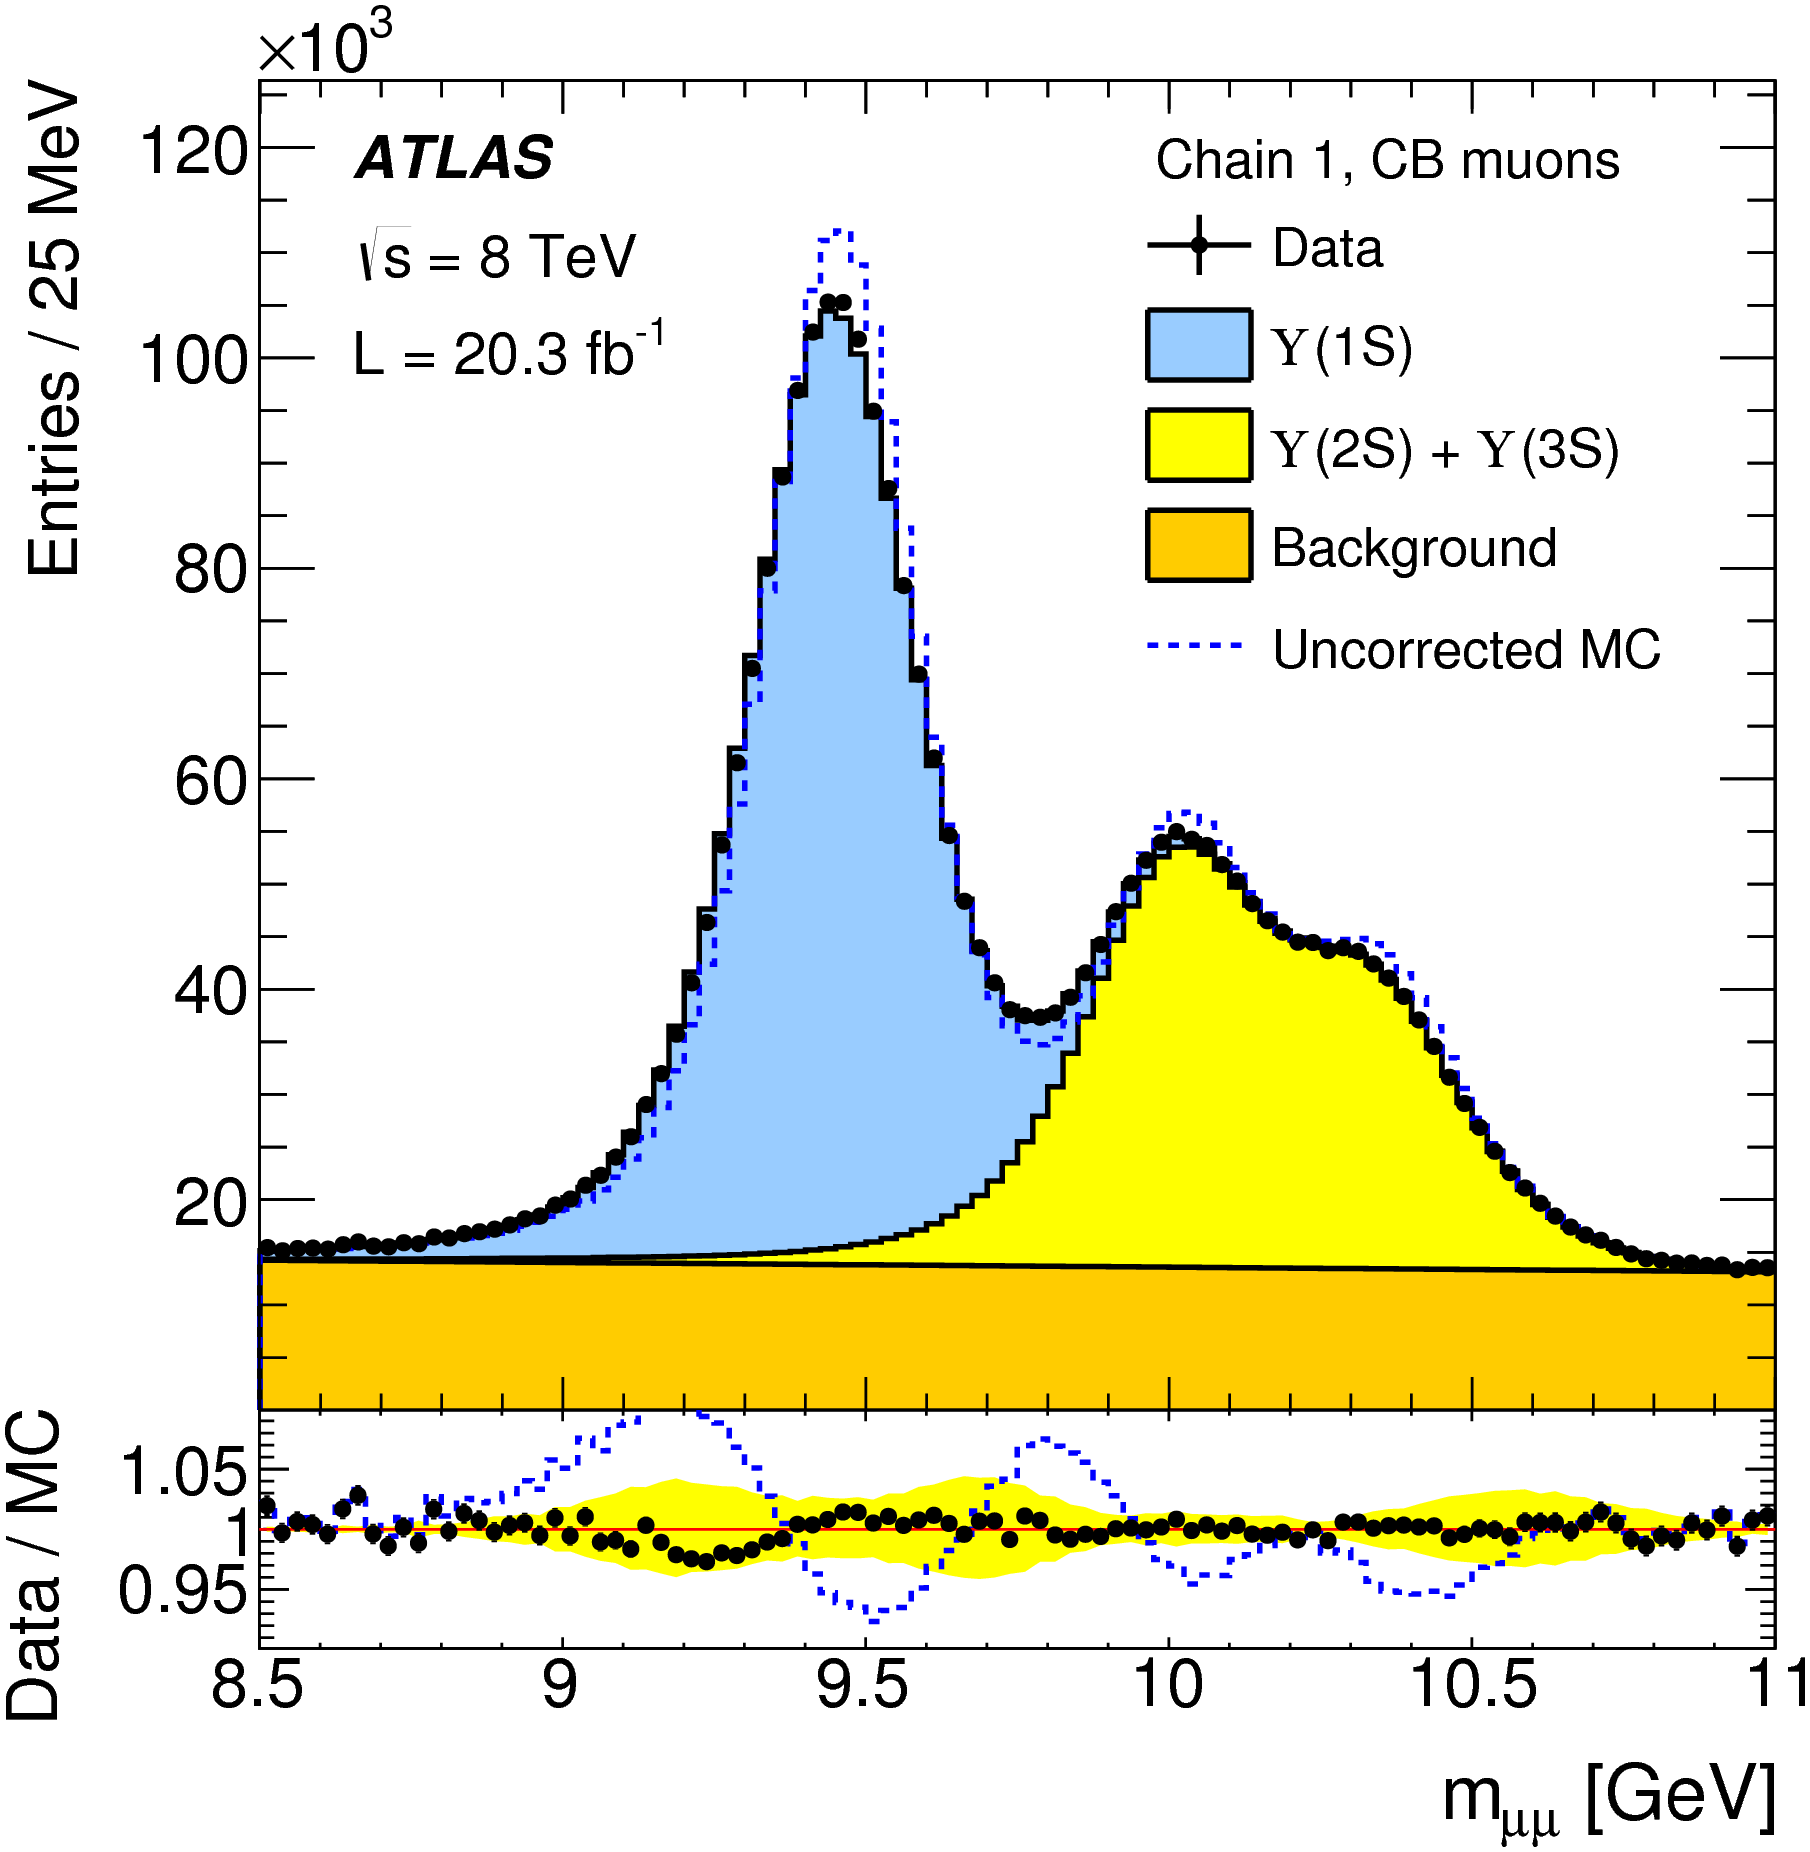 ×10³
Entries / 25 MeV
120
100
80
60
40
20
ATLAS
√s = 8 TeV
L = 20.3 fb⁻¹
Chain 1, CB muons
Data
ϒ(1S)
ϒ(2S) + ϒ(3S)
Background
Uncorrected MC
Data / MC
1.05
1
0.95
8.5 9 9.5 10 10.5 11
m_μμ [GeV]